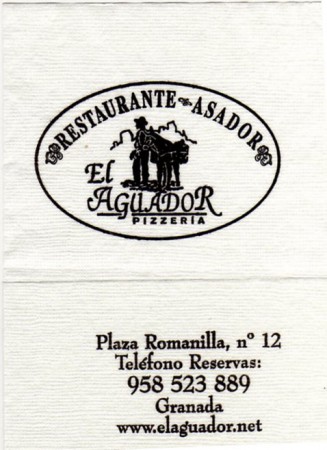 RESTAURANTE-ASADOR
El
AGUADOR
PIZZERÍA
Plaza Romanilla, nº 12
Teléfono Reservas:
958 523 889
Granada
www.elaguador.net